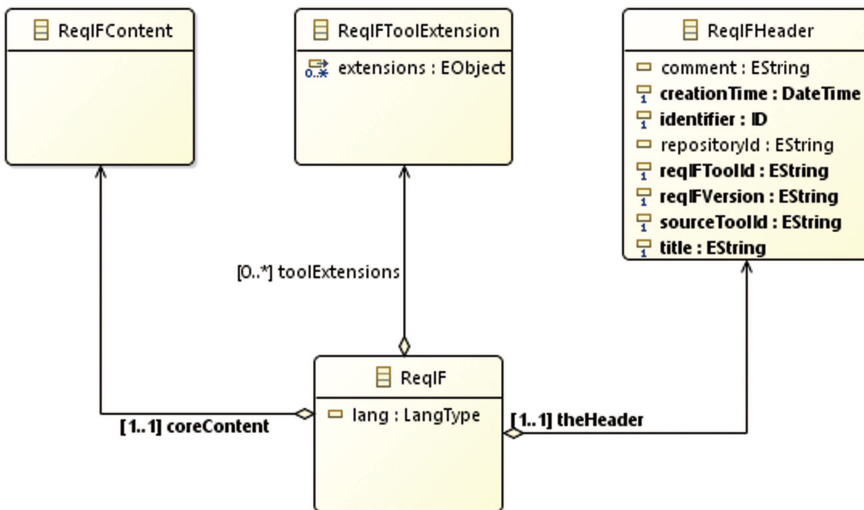 ReqIFContent
ReqIFToolExtension
0..* extensions : EObject
ReqIFHeader
comment : EString
1 creationTime : DateTime
1 identifier : ID
repositoryId : EString
1 reqIFToolId : EString
1 reqIFVersion : EString
1 sourceToolId : EString
1 title : EString
[0..*] toolExtensions
ReqIF
lang : LangType
[1..1] coreContent
[1..1] theHeader